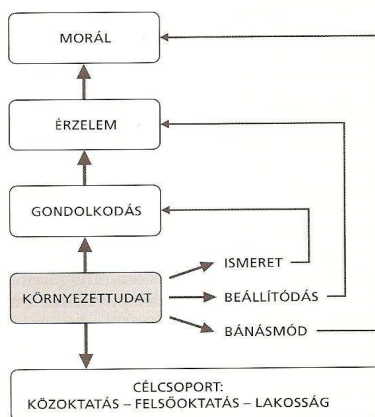 MORÁL
ÉRZELEM
GONDOLKODÁS
KÖRNYEZETTUDAT
ISMERET
BEÁLLÍTÓDÁS
BÁNÁSMÓD
CÉLCSOPORT:
KÖZOKTATÁS – FELSŐOKTATÁS – LAKOSSÁG